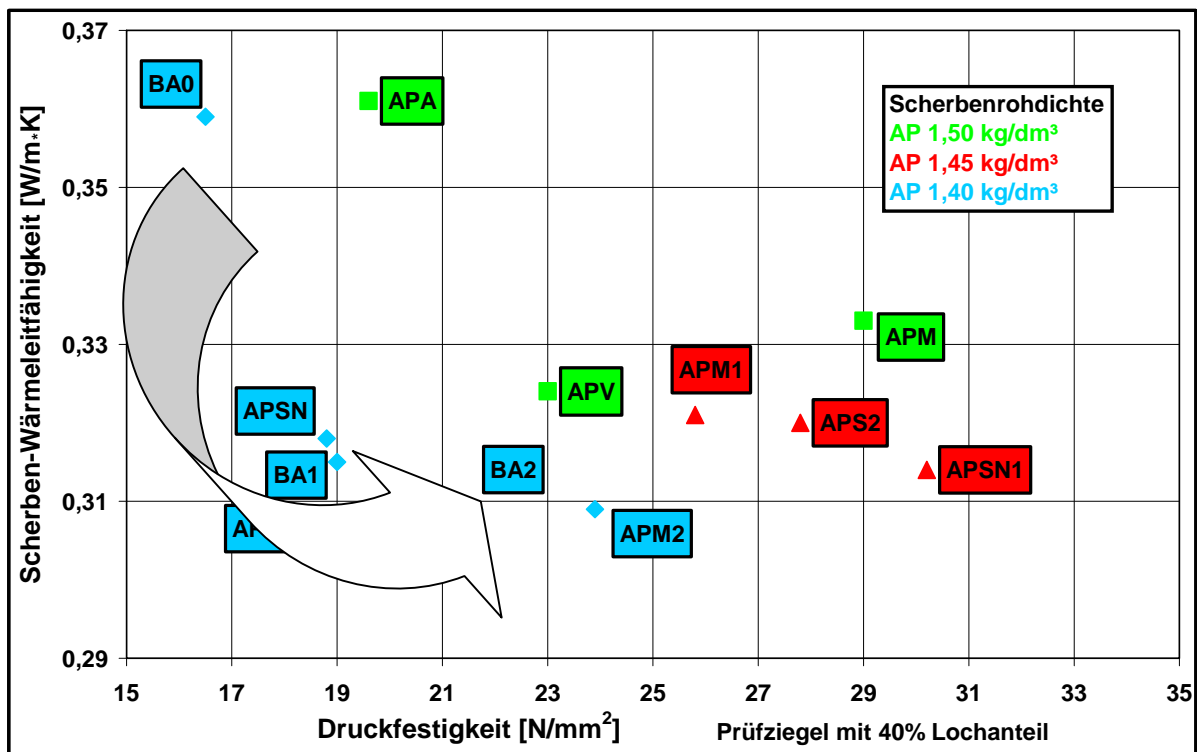 0,37
0,35
0,33
0,31
0,29
Scherben-Wärmeleitfähigkeit [W/m*K]
BA0
APA
Scherbenrohdichte
AP 1,50 kg/dm³
AP 1,45 kg/dm³
AP 1,40 kg/dm³
APM
APM1
APV
APS2
APSN
BA1
BA2
APSN1
APM2
15 17 19 21 23 25 27 29 31 33 35
Druckfestigkeit [N/mm²]
Prüfziegel mit 40% Lochanteil